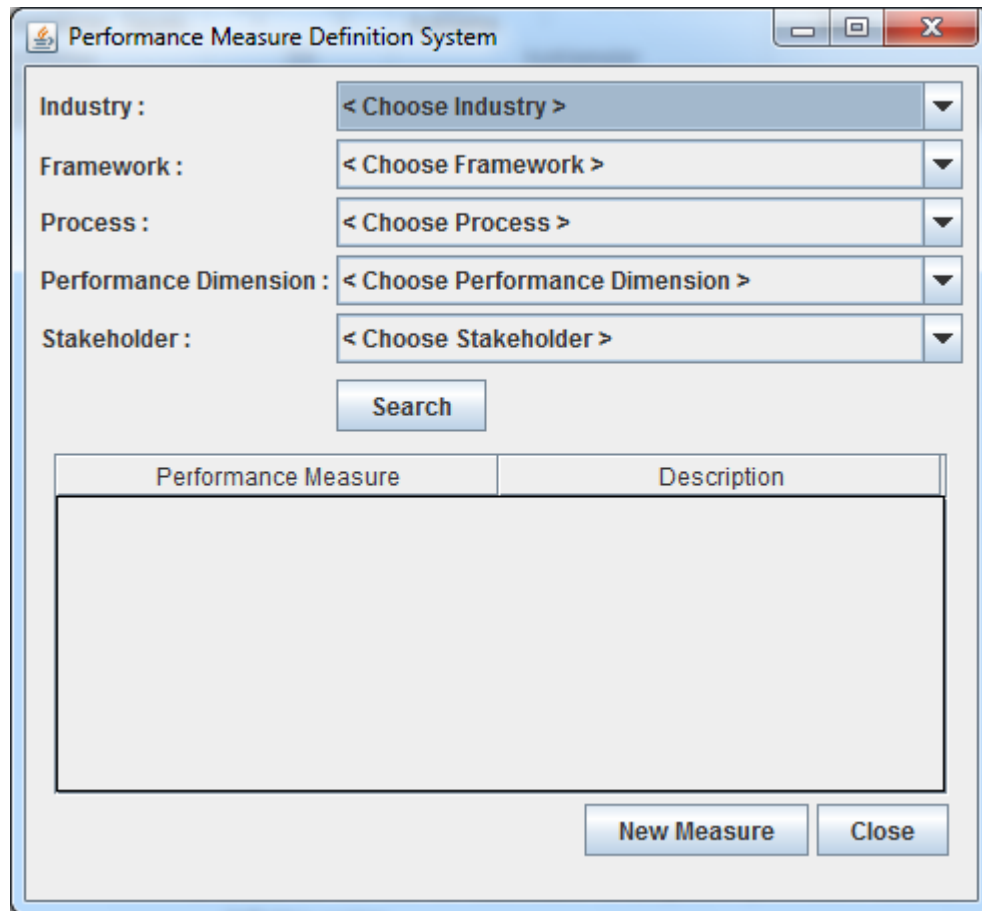 Performance Measure Definition System
Industry : < Choose Industry >
Framework : < Choose Framework >
Process : < Choose Process >
Performance Dimension : < Choose Performance Dimension >
Stakeholder : < Choose Stakeholder >
Search
Performance Measure Description
New Measure Close